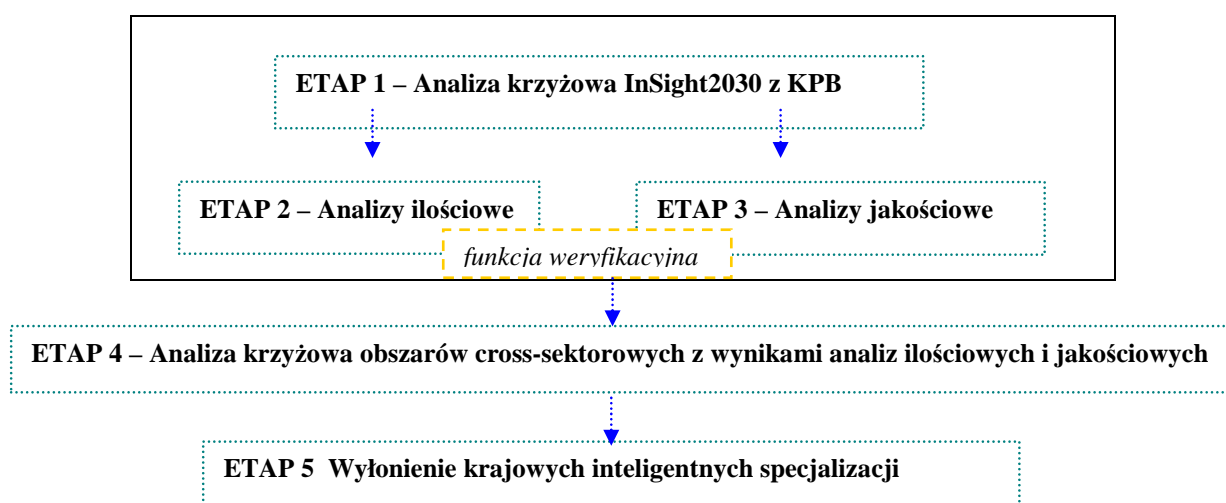 ETAP 1 – Analiza krzyżowa InSight2030 z KPB
ETAP 2 – Analizy ilościowe
ETAP 3 – Analizy jakościowe
funkcja weryfikacyjna
ETAP 4 – Analiza krzyżowa obszarów cross-sektorowych z wynikami analiz ilościowych i jakościowych
ETAP 5 Wyłonienie krajowych inteligentnych specjalizacji